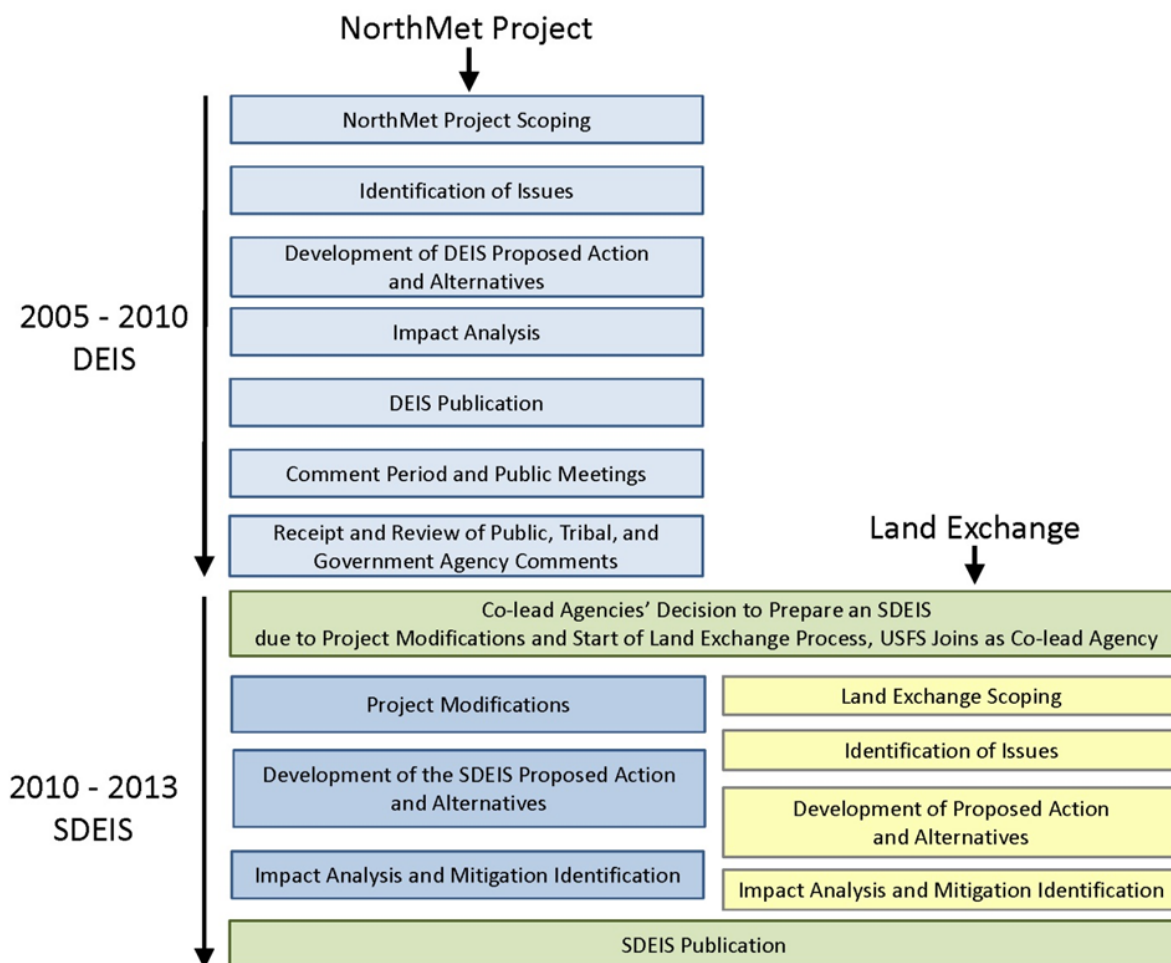 NorthMet Project
NorthMet Project Scoping
Identification of Issues
Development of DEIS Proposed Action
and Alternatives
Impact Analysis
DEIS Publication
Comment Period and Public Meetings
Receipt and Review of Public, Tribal, and
Government Agency Comments
2005 - 2010
DEIS
Land Exchange
Co-lead Agencies’ Decision to Prepare an SDEIS
due to Project Modifications and Start of Land Exchange Process, USFS Joins as Co-lead Agency
Project Modifications
Development of the SDEIS Proposed Action
and Alternatives
Impact Analysis and Mitigation Identification
Land Exchange Scoping
Identification of Issues
Development of Proposed Action
and Alternatives
Impact Analysis and Mitigation Identification
2010 - 2013
SDEIS
SDEIS Publication